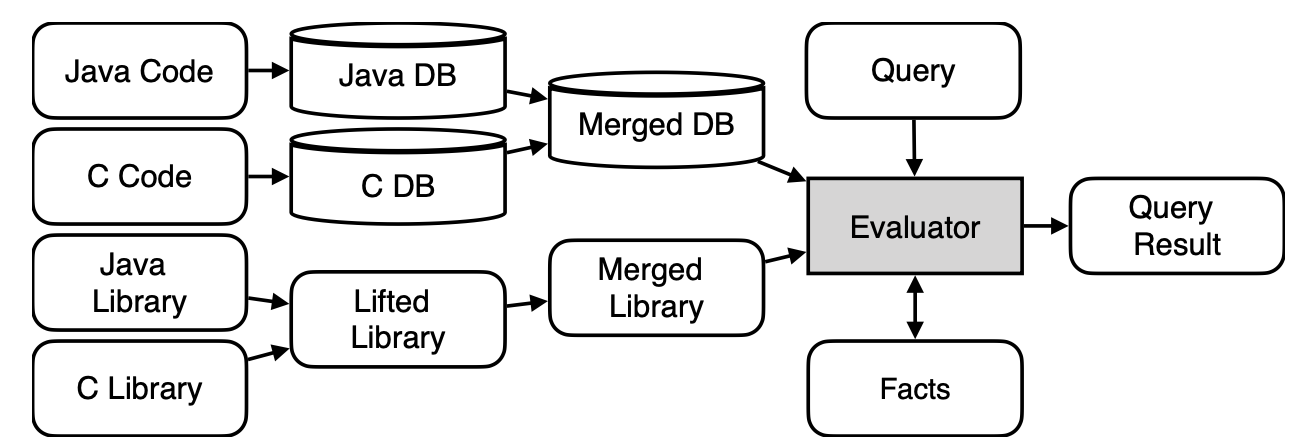 Java Code
Java DB
Merged DB
Query
C Code
C DB
Evaluator
Query
Result
Java
Library
Lifted
Library
Merged
Library
C Library
Facts